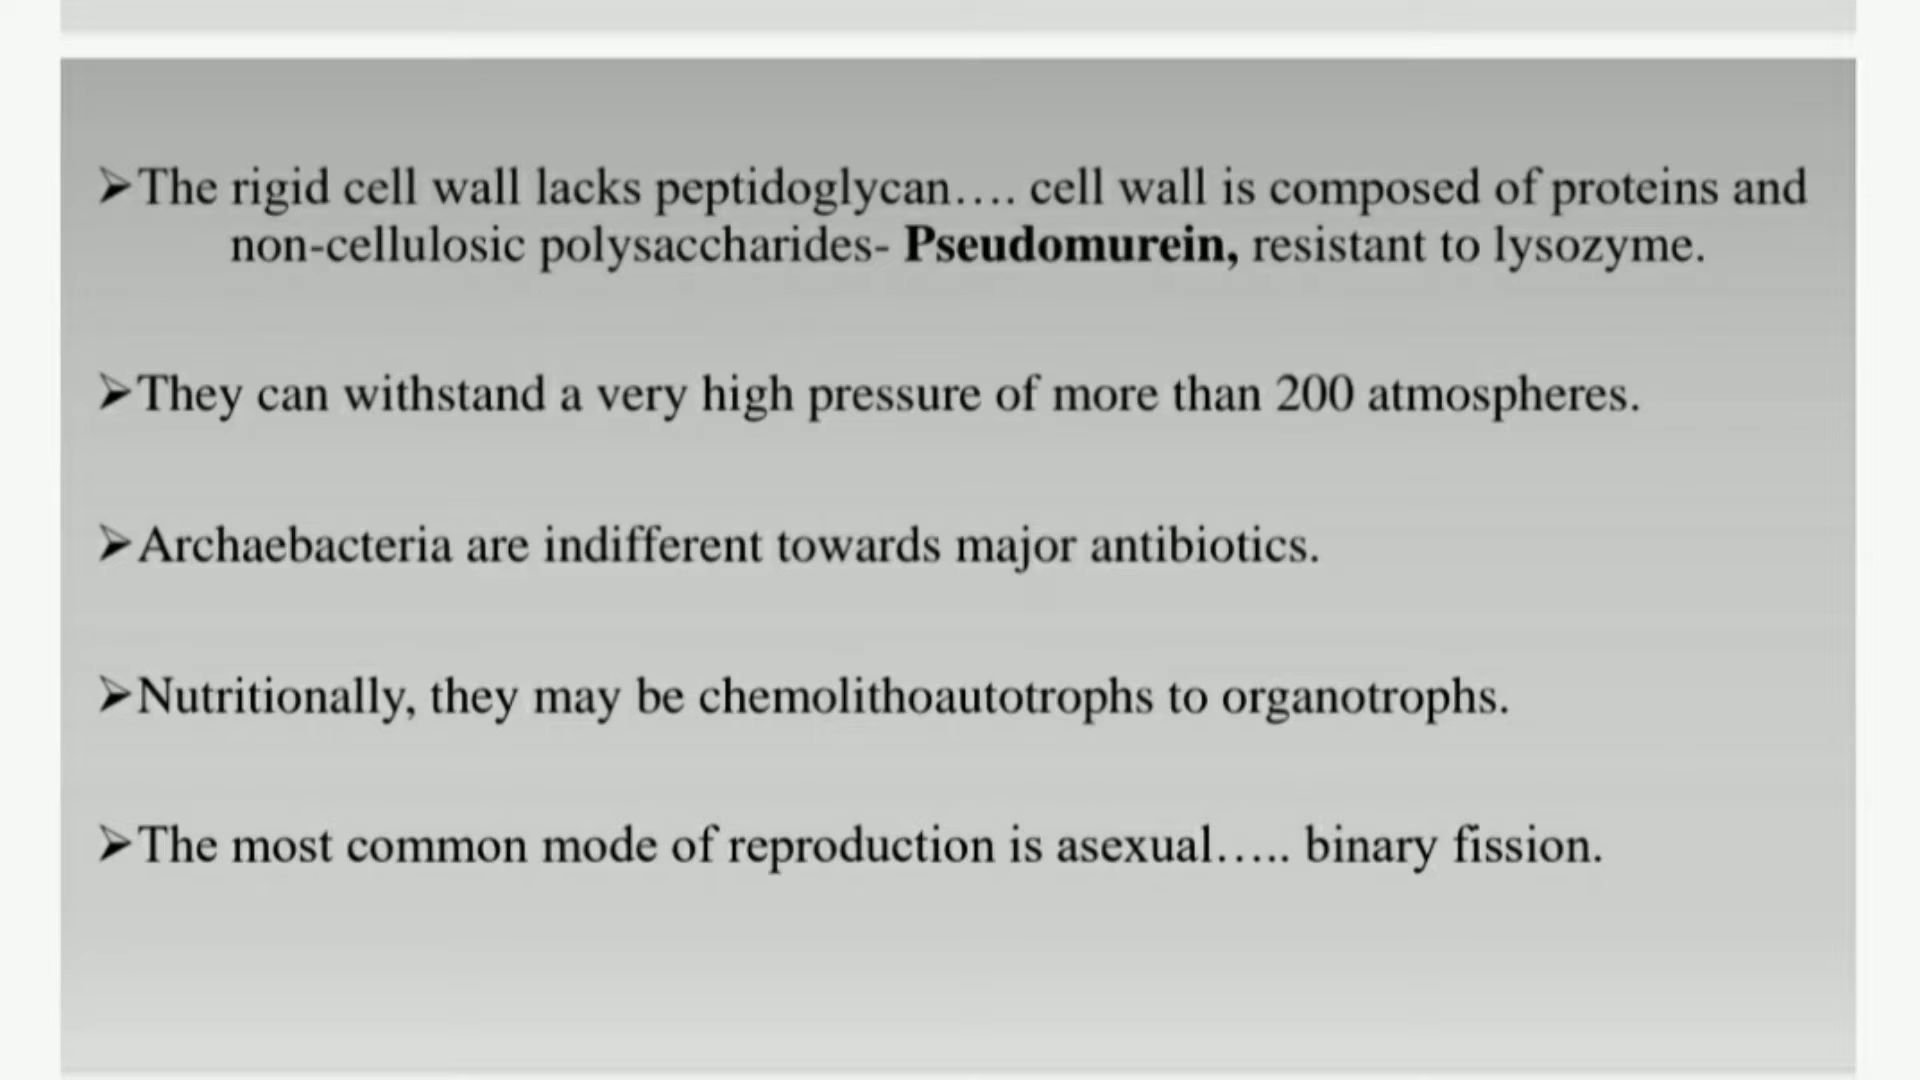 ➢The rigid cell wall lacks peptidoglycan…. cell wall is composed of proteins and
non-cellulosic polysaccharides- Pseudomurein, resistant to lysozyme.
➢They can withstand a very high pressure of more than 200 atmospheres.
➢Archaebacteria are indifferent towards major antibiotics.
➢Nutritionally, they may be chemolithoautotrophs to organotrophs.
➢The most common mode of reproduction is asexual….. binary fission.